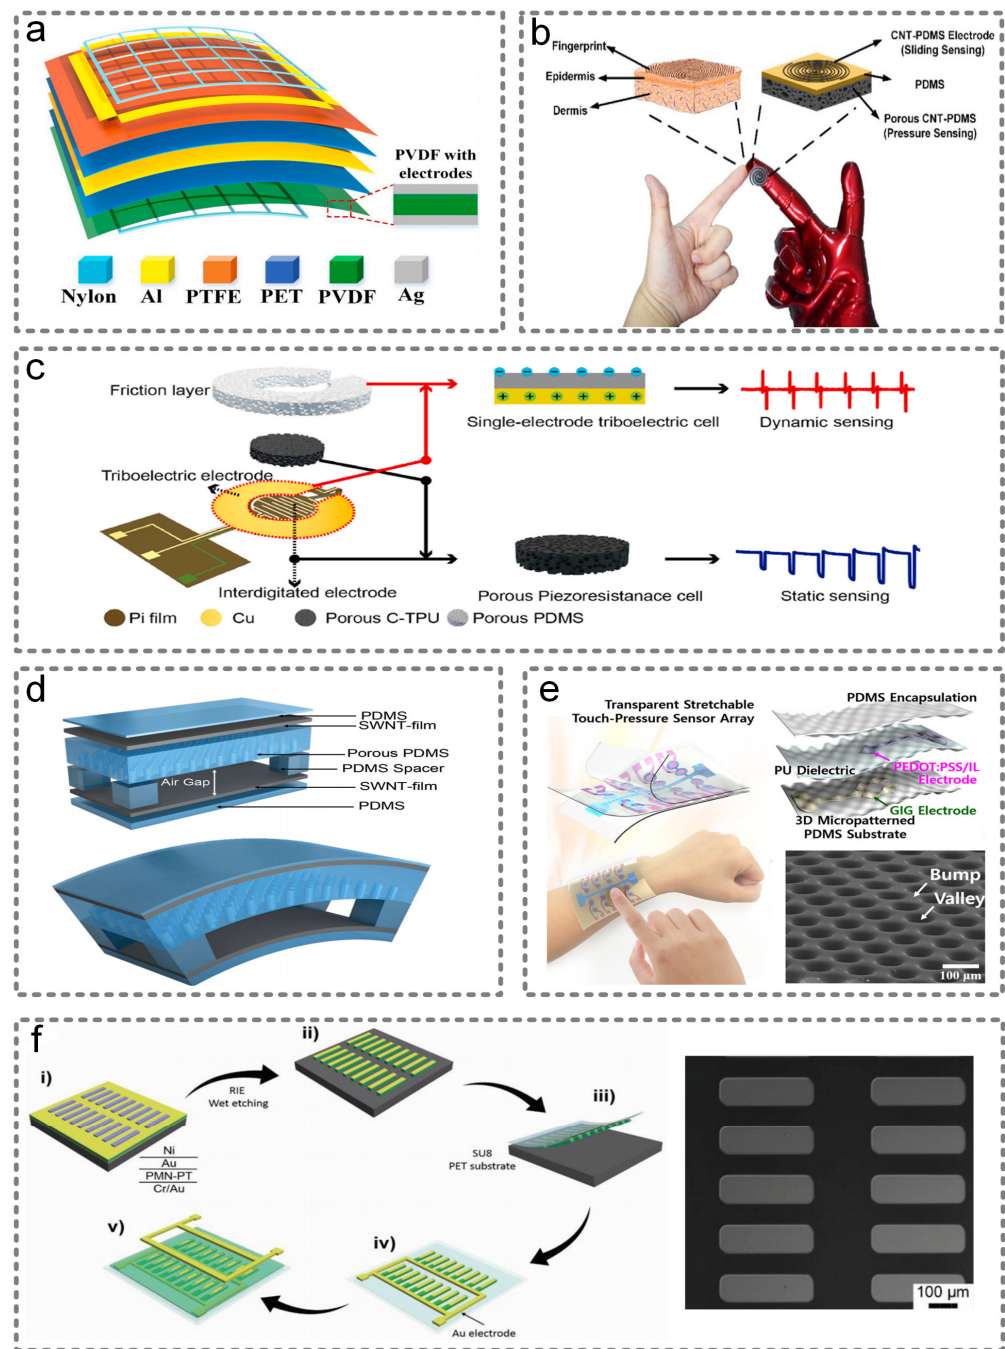 a
PVDF with
electrodes
Nylon Al PTFE PET PVDF Ag
b
Fingerprint
Epidermis
Dermis
CNT-PDMS Electrode
(Sliding Sensing)
PDMS
Porous CNT-PDMS
(Pressure Sensing)
c
Friction layer
Triboelectric electrode
Interdigitated electrode
Single-electrode triboelectric cell
Dynamic sensing
Porous Piezoresistanace cell
Static sensing
Pi film Cu Porous C-TPU Porous PDMS
d
PDMS
SWNT-film
Porous PDMS
PDMS Spacer
Air Gap
SWNT-film
PDMS
e
Transparent Stretchable
Touch-Pressure Sensor Array
PDMS Encapsulation
PU Dielectric
PEDOT:PSS/IL
Electrode
GIG Electrode
3D Micropatterned
PDMS Substrate
Bump
Valley
100 µm
f
i)
Ni
Au
PMN-PT
Cr/Au
RIE
Wet etching
ii)
iii)
SU8
PET substrate
iv)
Au electrode
v)
100 µm